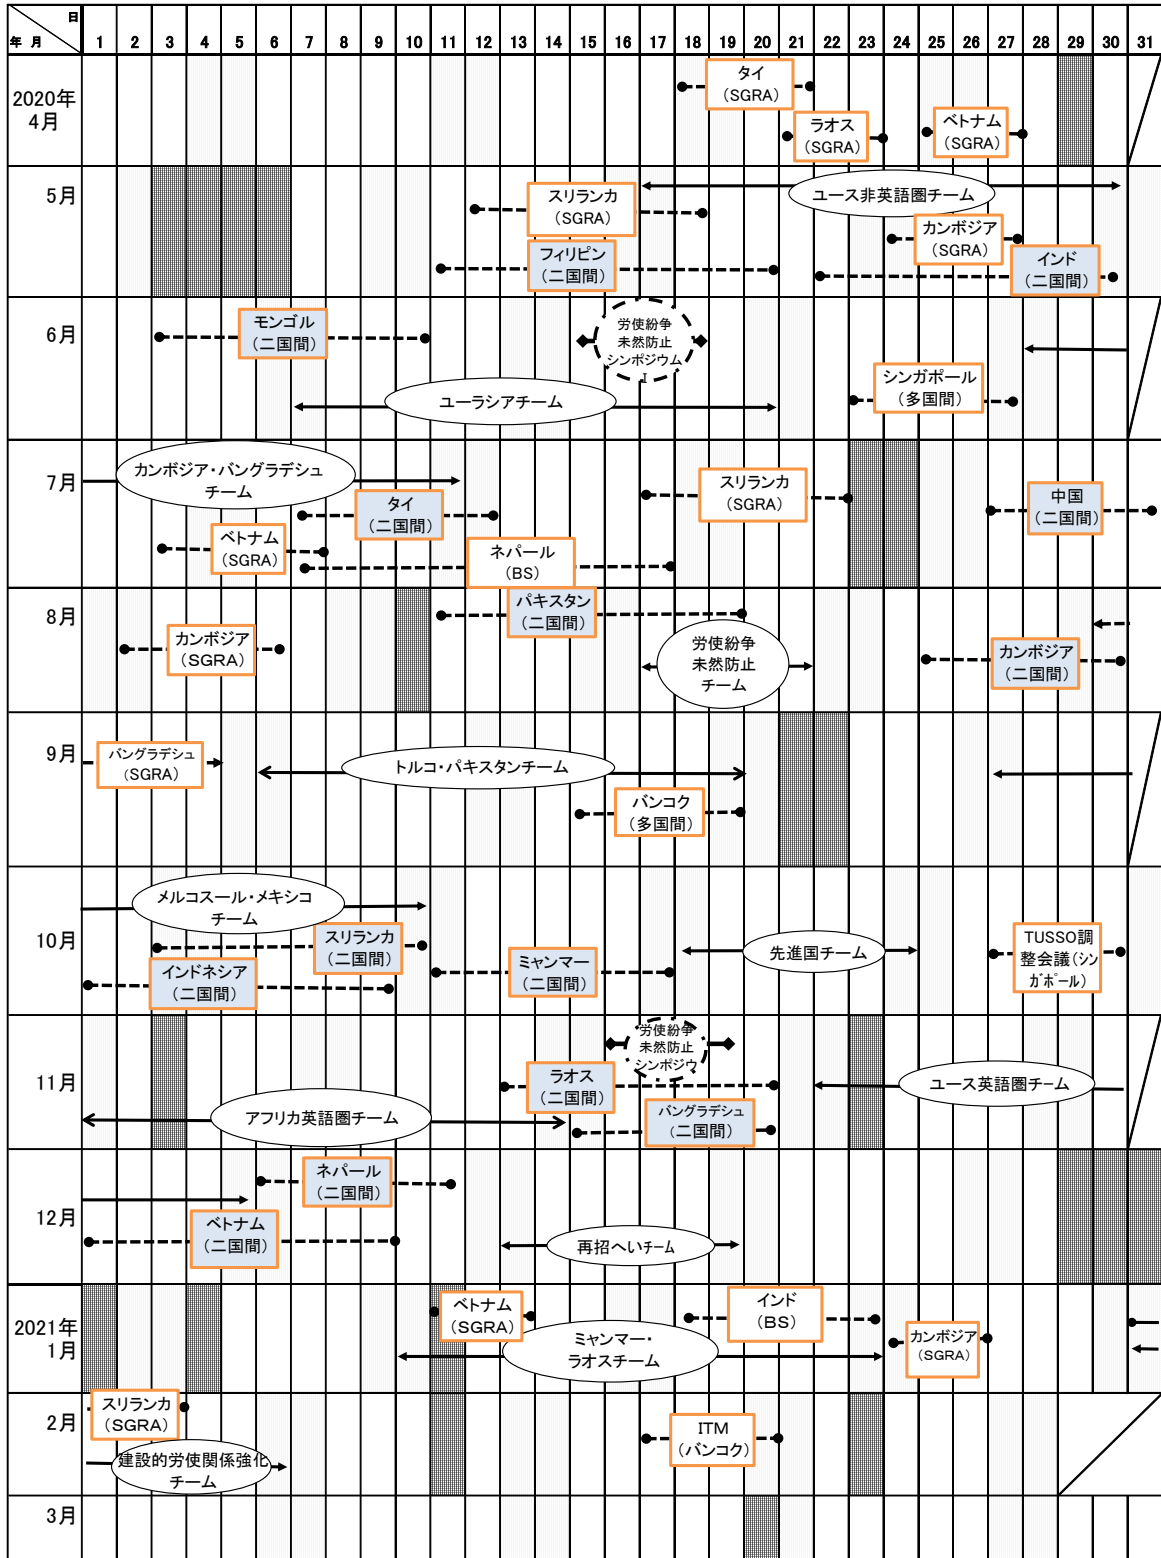 日
年 月
1 2 3 4 5 6 7 8 9 10 11 12 13 14 15 16 17 18 19 20 21 22 23 24 25 26 27 28 29 30 31
2020年
4月
タイ
(SGRA)
ラオス
(SGRA)
ベトナム
(SGRA)
5月
スリランカ
(SGRA)
ユース非英語圏チーム
カンボジア
(SGRA)
フィリピン
(二国間)
インド
(二国間)
6月
モンゴル
(二国間)
労使紛争
未然防止
シンポジウム
I
ユーラシアチーム
シンガポール
(多国間)
7月
カンボジア・バングラデシュ
チーム
タイ
(二国間)
ベトナム
(SGRA)
ネパール
(BS)
スリランカ
(SGRA)
中国
(二国間)
8月
パキスタン
(二国間)
カンボジア
(SGRA)
労使紛争
未然防止
チーム
カンボジア
(二国間)
9月
バングラデシュ
(SGRA)
トルコ・パキスタンチーム
バンコク
(多国間)
10月
メルコスール・メキシコ
チーム
スリランカ
(二国間)
インドネシア
(二国間)
ミャンマー
(二国間)
先進国チーム
TUSSO調
整会議(シン
ガポール)
11月
労使紛争
未然防止
シンポジウ
ラオス
(二国間)
バングラデシュ
(二国間)
ユース英語圏チーム
アフリカ英語圏チーム
12月
ネパール
(二国間)
ベトナム
(二国間)
再招へいチーム
2021年
1月
ベトナム
(SGRA)
ミャンマー・
ラオスチーム
インド
(BS)
カンボジア
(SGRA)
2月
スリランカ
(SGRA)
建設的労使関係強化
チーム
ITM
(バンコク)
3月